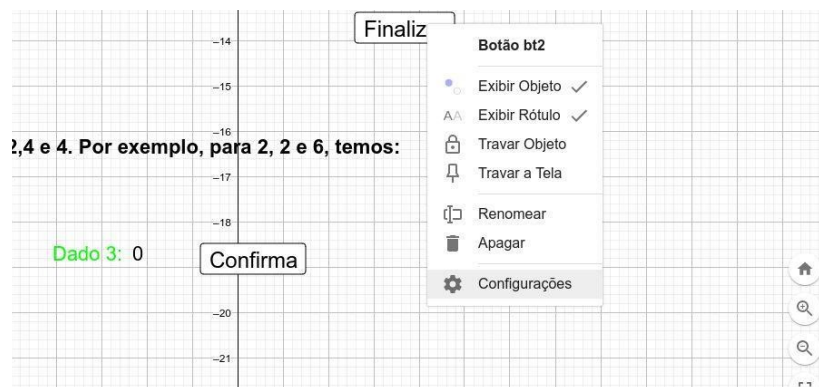 Finaliz
-14
Botão bt2
-15
Exibir Objeto
AA Exibir Rótulo
-16
2,4 e 4. Por exemplo, para 2, 2 e 6, temos:
Travar Objeto
Travar a Tela
-17
Renomear
-18
Apagar
Dado 3: 0
Confirma
Configurações
-20
-21